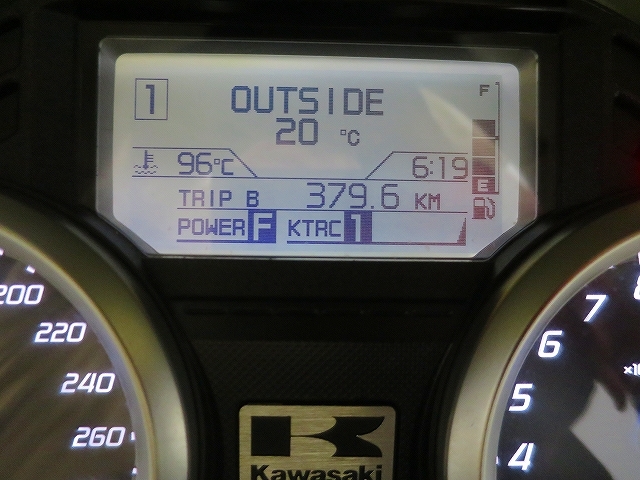 1
OUTSIDE
20 °C
F
96°C
6:19
E
TRIP B 379.6 KM
POWER F KTRC 1
200
220
240
260
7
6
5
4
Kawasaki